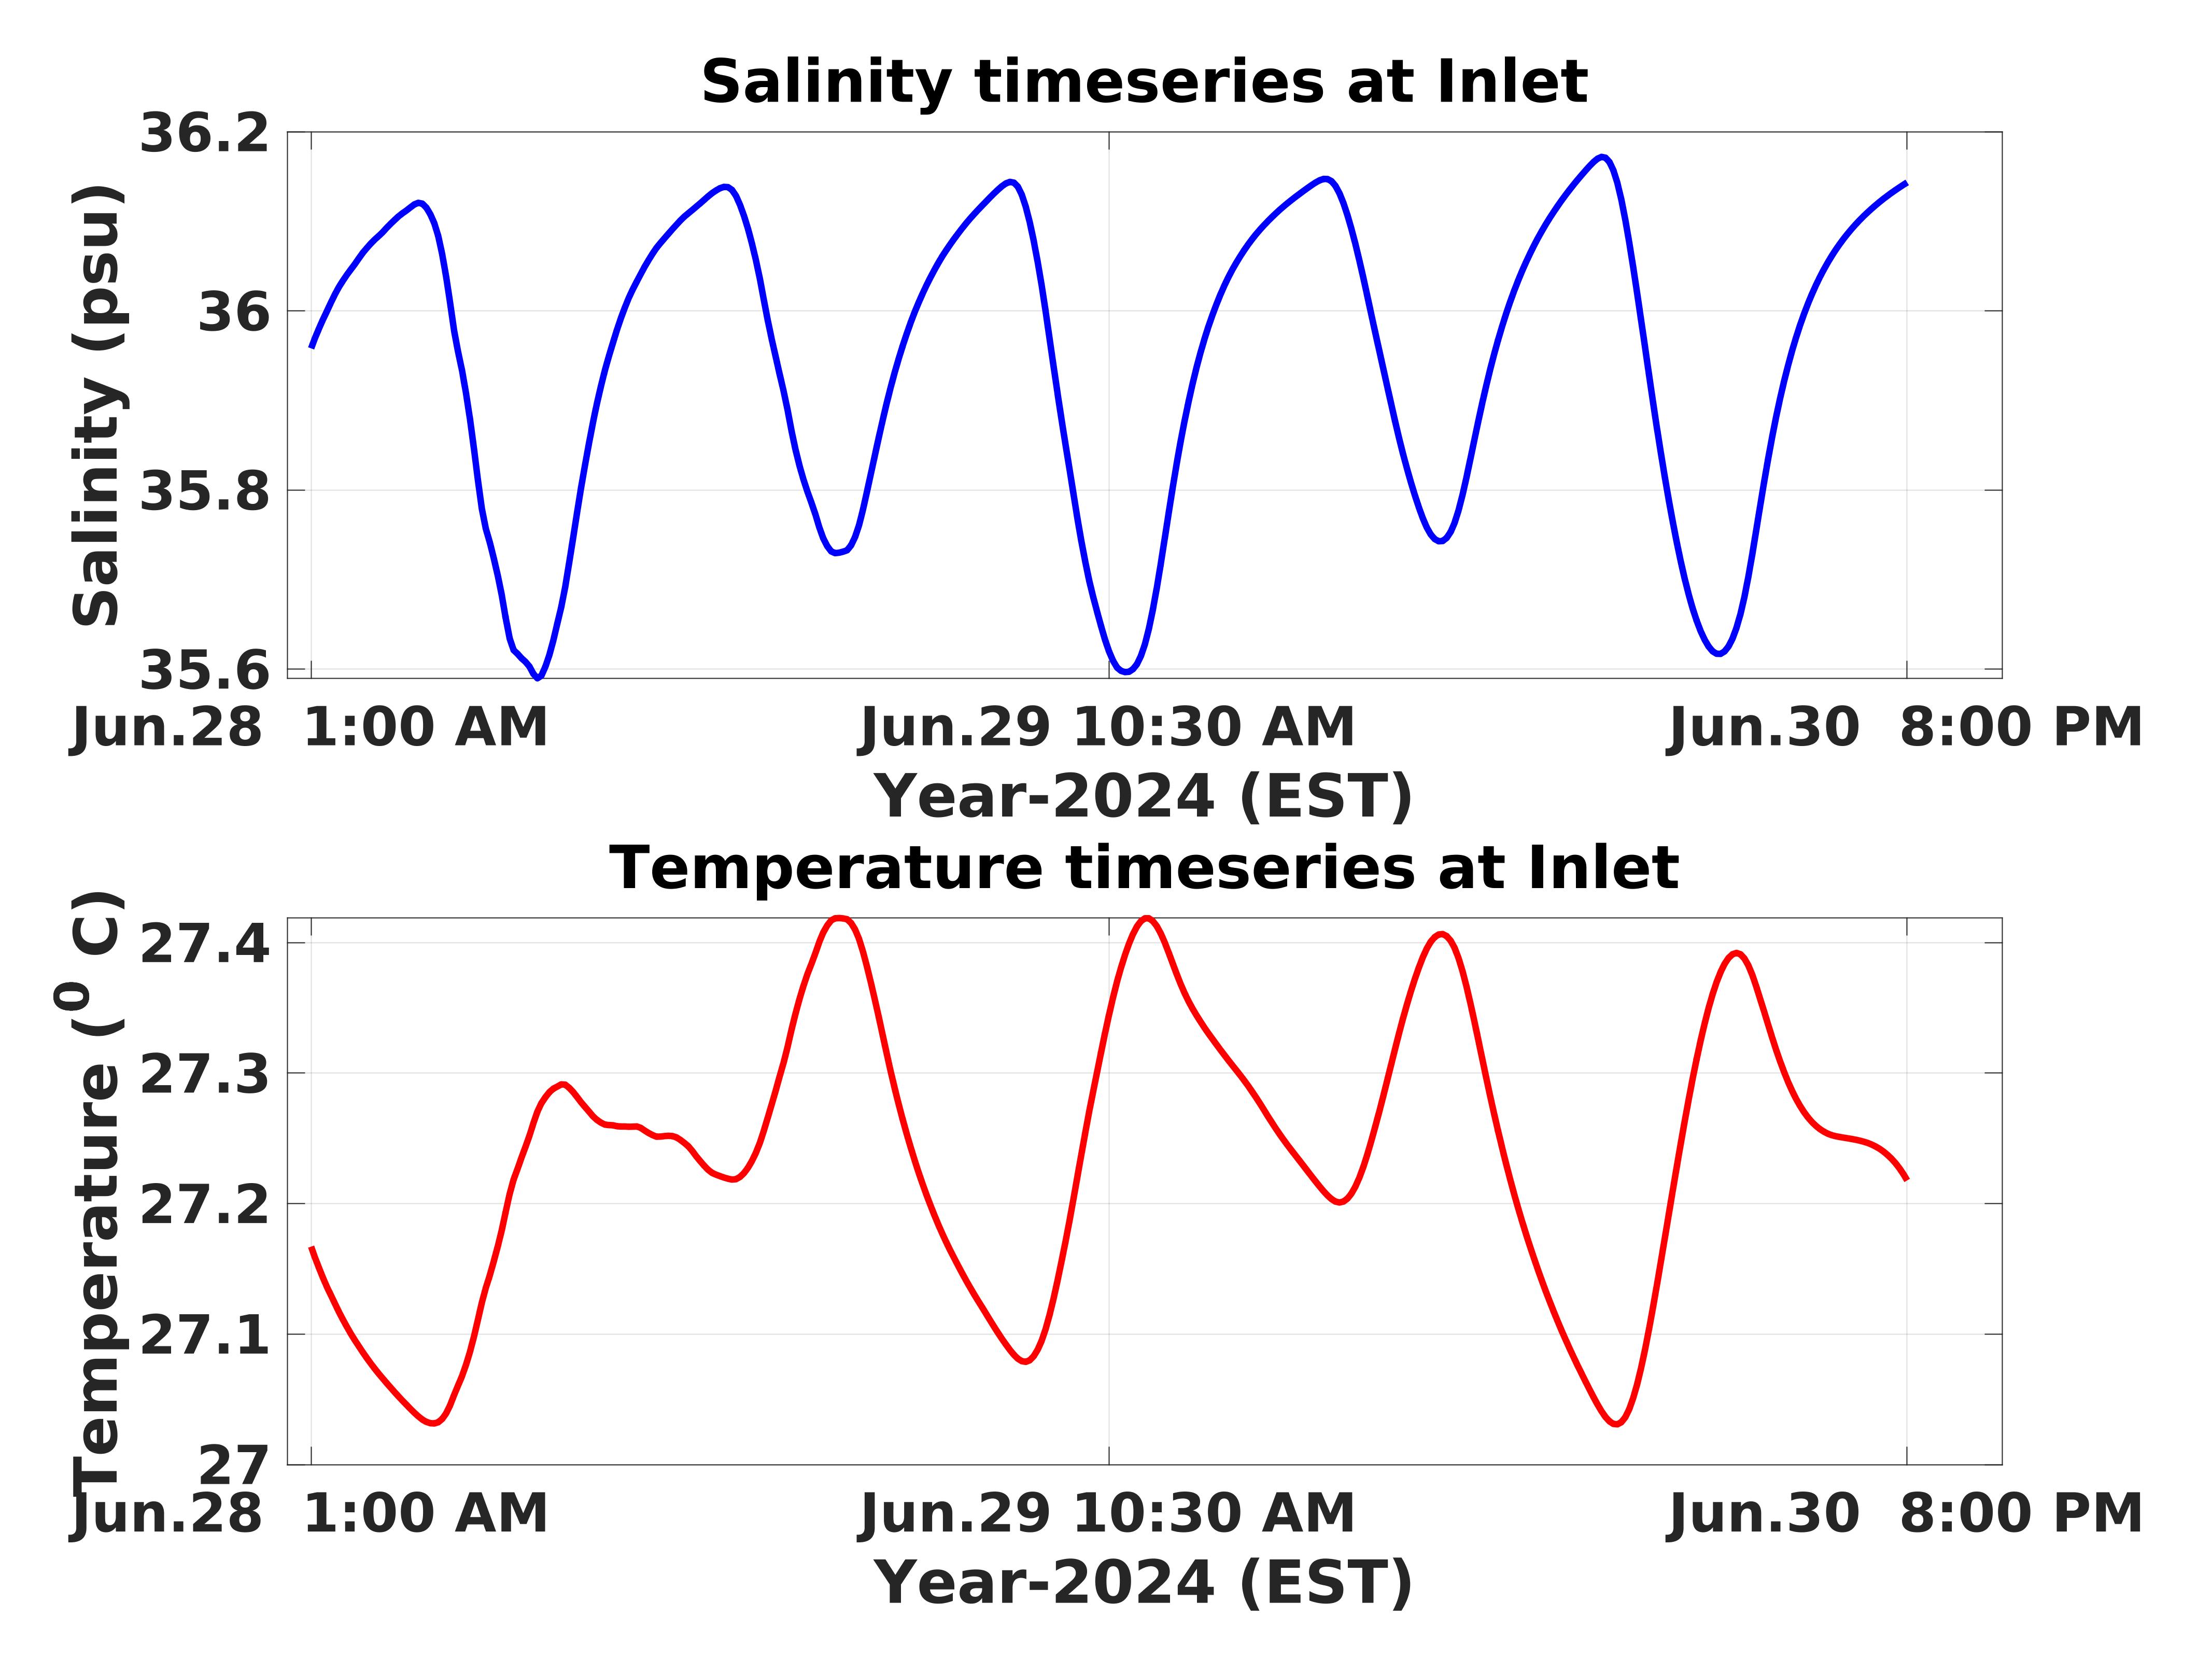 Salinity timeseries at Inlet
36.2
36
35.8
35.6
Salinity (psu)
Jun.28  1:00 AM
Jun.29 10:30 AM
Jun.30  8:00 PM
Year-2024 (EST)
Temperature timeseries at Inlet
27.4
27.3
27.2
27.1
27
Temperature (⁰ C)
Jun.28  1:00 AM
Jun.29 10:30 AM
Jun.30  8:00 PM
Year-2024 (EST)